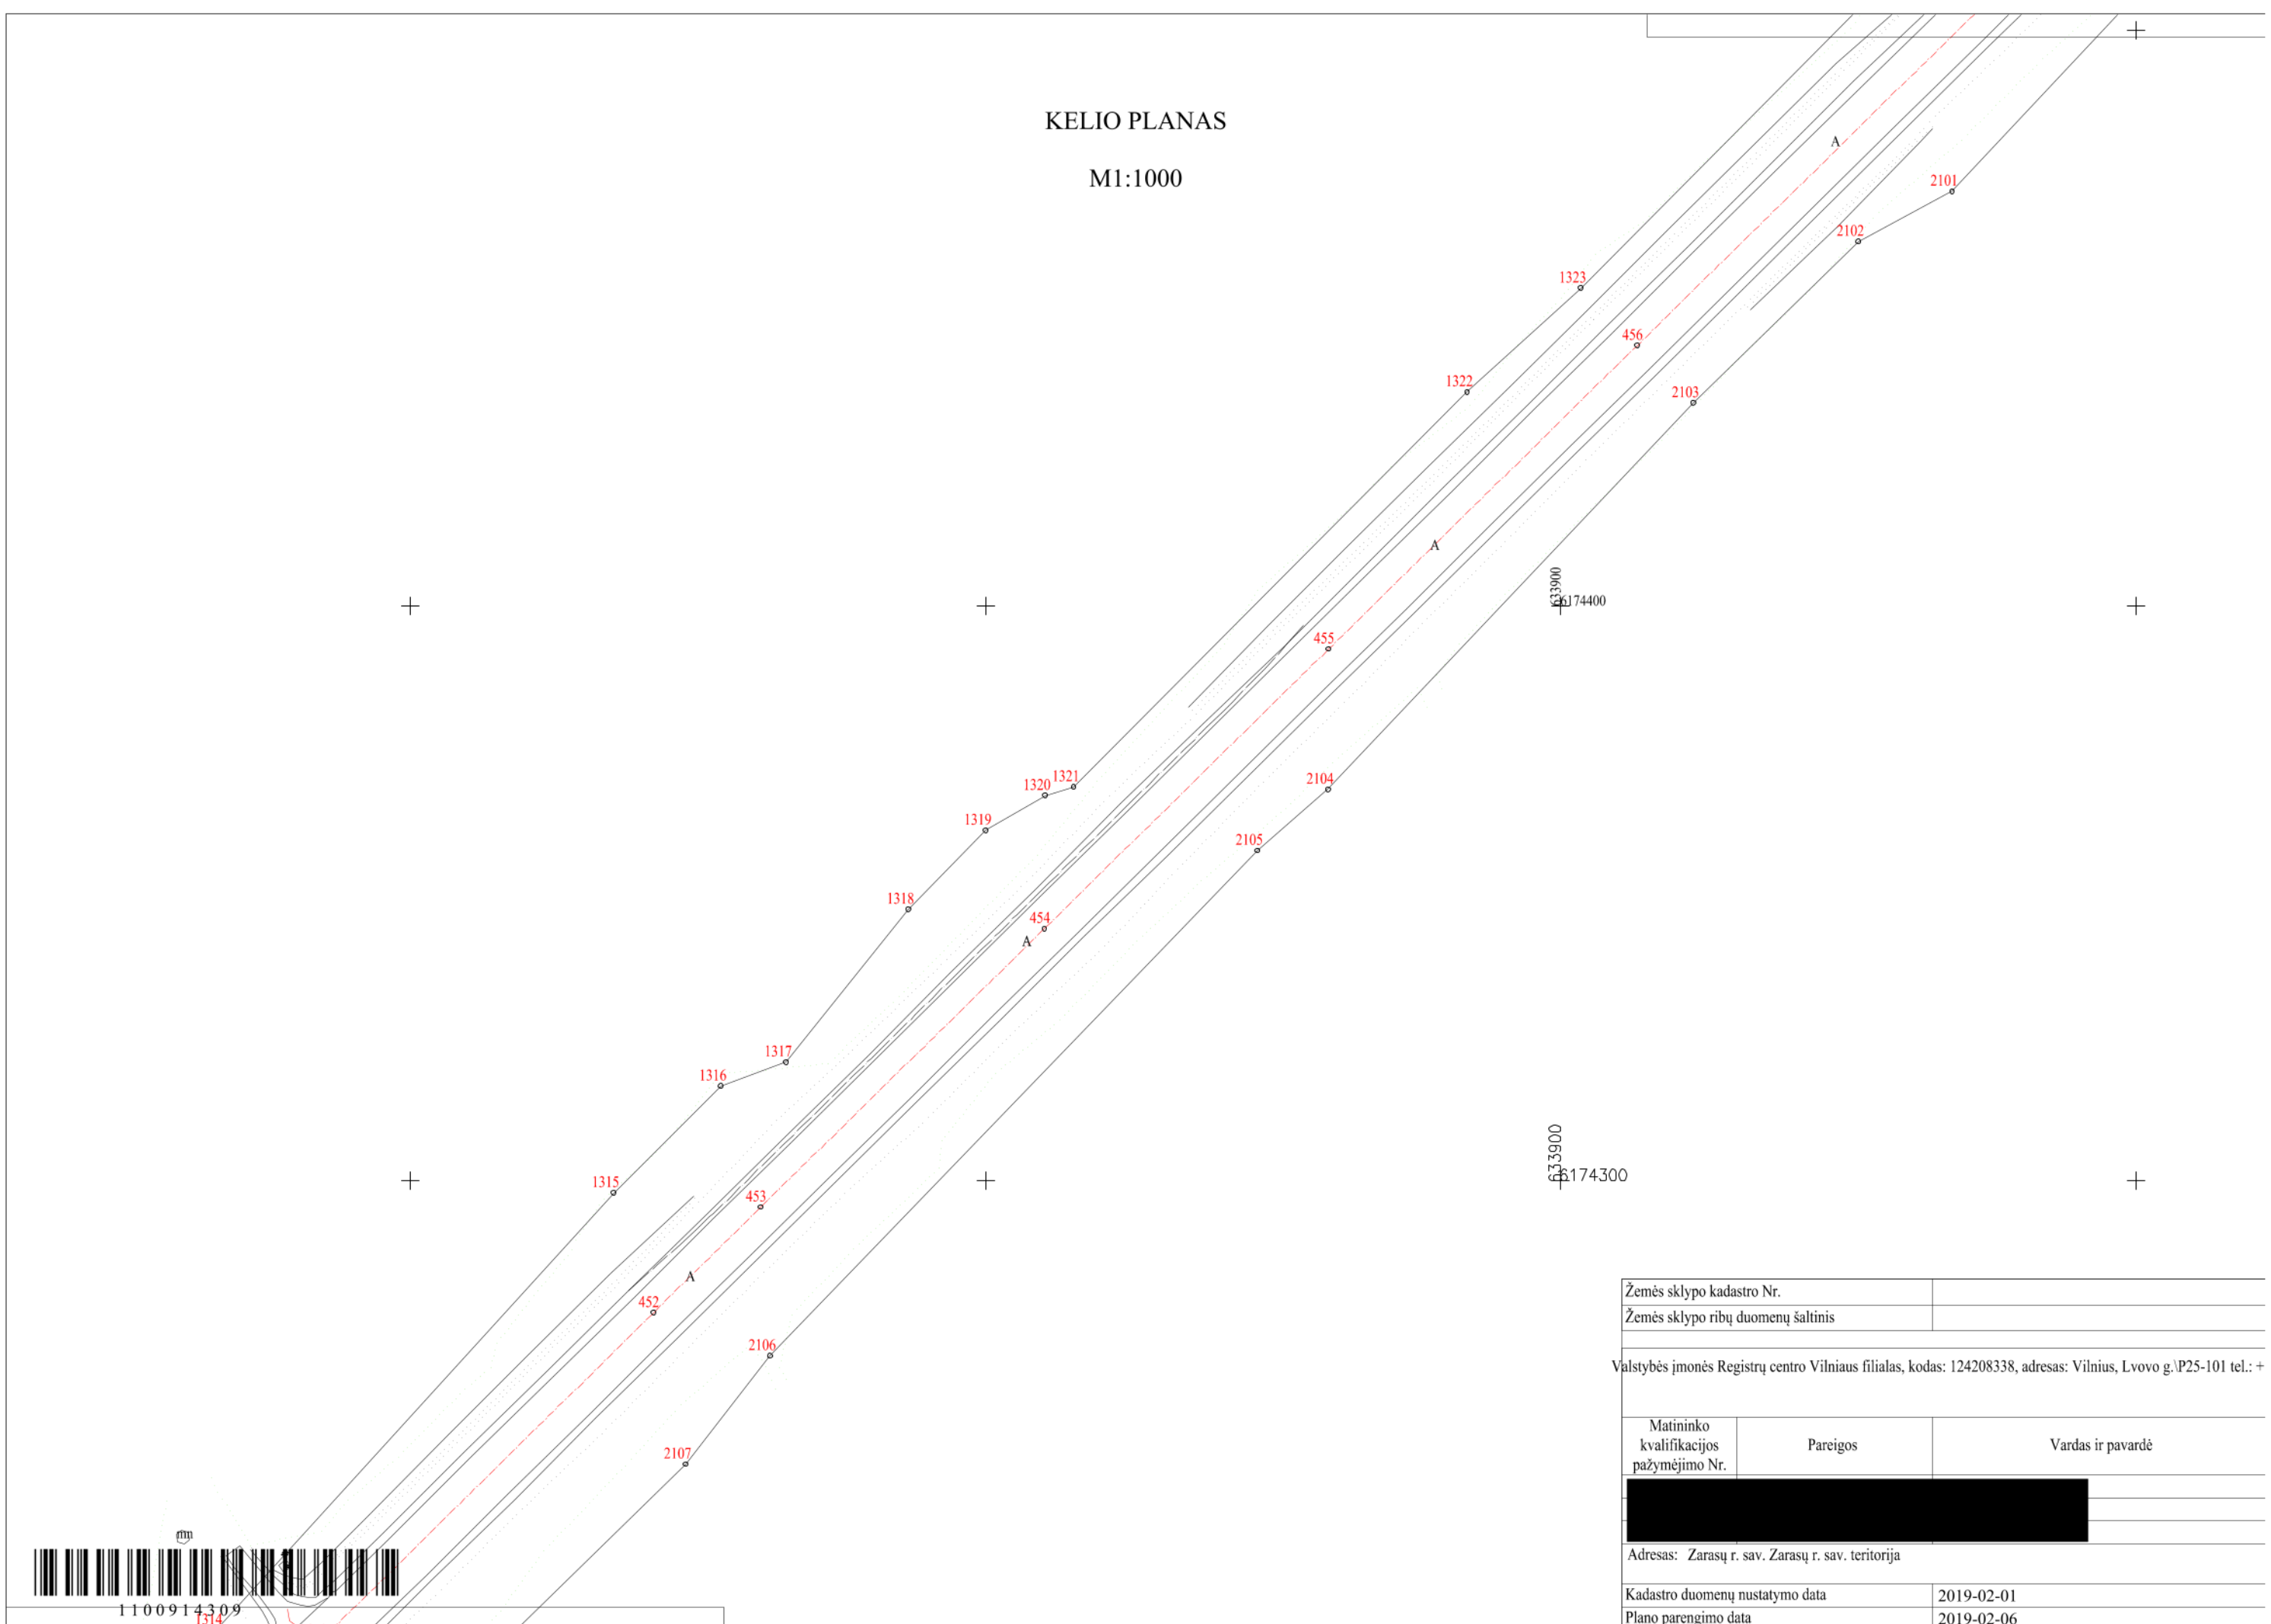 KELIO PLANAS
M1:1000
A
2101
2102
1323
456
1322
2103
A
633900
6174400
455
1321
1320
2104
1319
2105
1318
454
A
1317
1316
633900
6174300
1315
453
A
452
2106
2107
Žemės sklypo kadastro Nr.
Žemės sklypo ribų duomenų šaltinis
Valstybės įmonės Registrų centro Vilniaus filialas, kodas: 124208338, adresas: Vilnius, Lvovo g.\P25-101 tel.: +
Matininko kvalifikacijos pažymėjimo Nr.
Pareigos
Vardas ir pavardė
Adresas: Zarasų r. sav. Zarasų r. sav. teritorija
Kadastro duomenų nustatymo data 2019-02-01
Plano parengimo data 2019-02-06
1100914309
1314